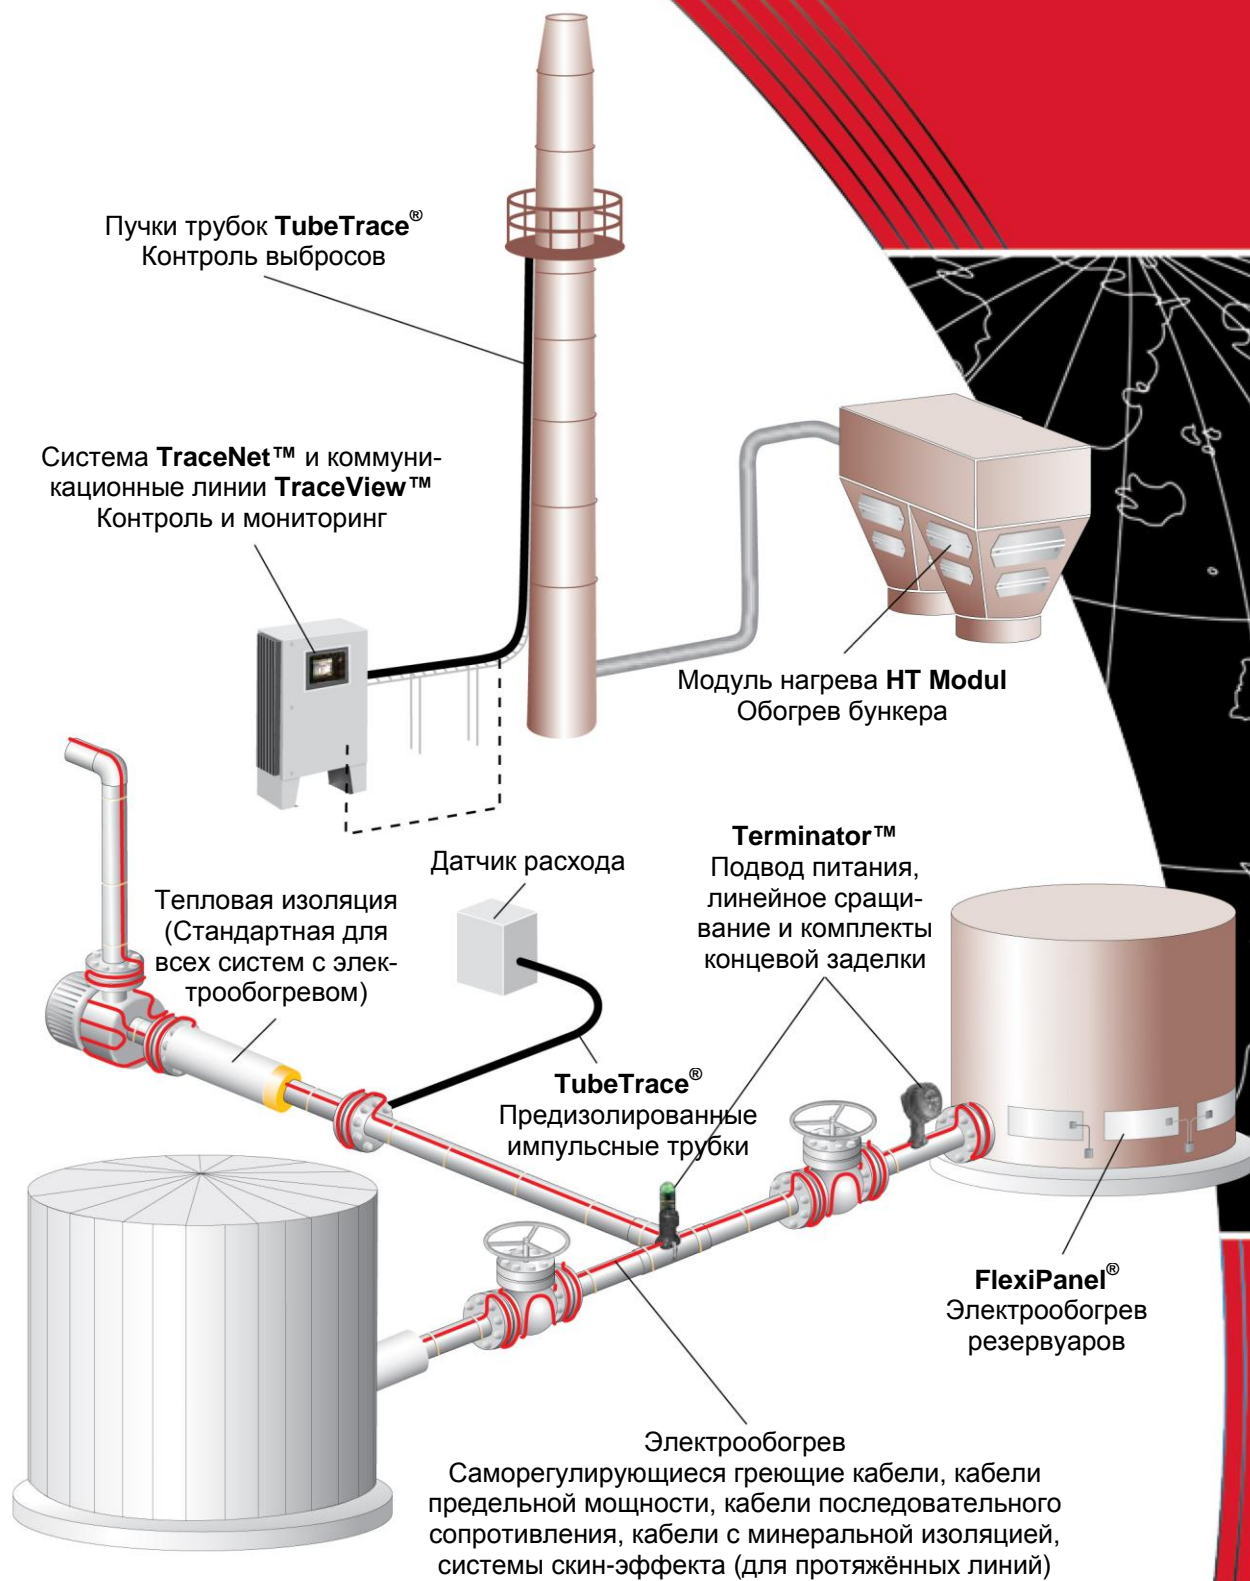 Пучки трубок TubeTrace®
Контроль выбросов
Система TraceNet™ и коммуни-
кационные линии TraceView™
Контроль и мониторинг
Модуль нагрева HT Modul
Обогрев бункера
Terminator™
Подвод питания,
линейное сращи-
вание и комплекты
концевой заделки
Датчик расхода
Тепловая изоляция
(Стандартная для
всех систем с элек-
трообогревом)
TubeTrace®
Предизолированные
импульсные трубки
FlexiPanel®
Электрообогрев
резервуаров
Электрообогрев
Саморегулирующиеся греющие кабели, кабели
предельной мощности, кабели последовательного
сопротивления, кабели с минеральной изоляцией,
системы скин-эффекта (для протяжённых линий)